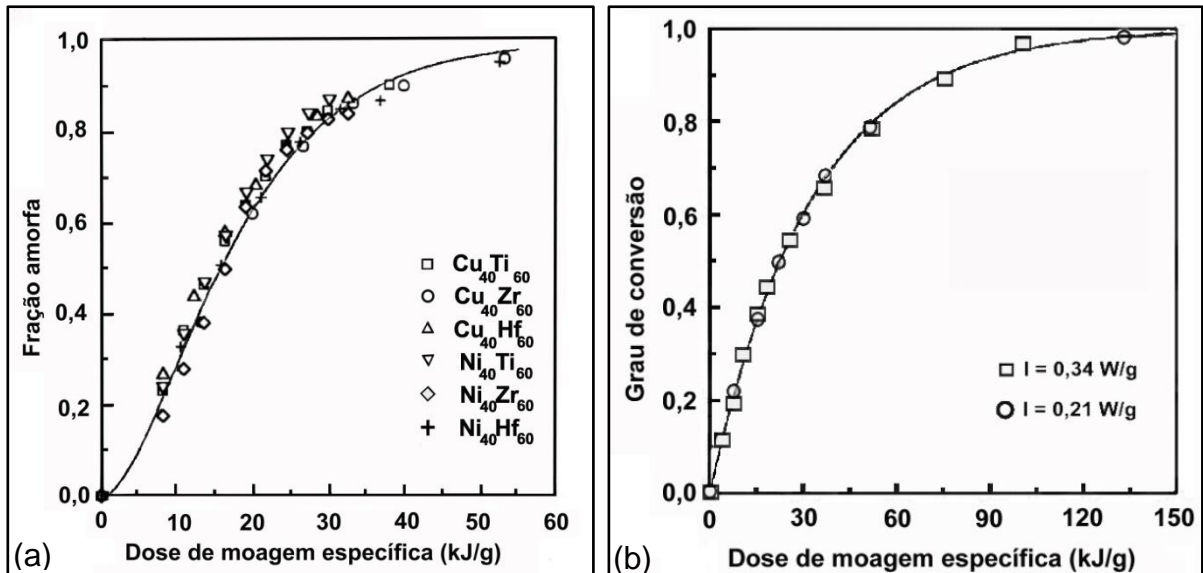 1,0
0,8
0,6
0,4
0,2
0,0
Fração amorfa
Cu40Ti60
Cu40Zr60
Cu40Hf60
Ni40Ti60
Ni40Zr60
Ni40Hf60
0 10 20 30 40 50 60
Dose de moagem específica (kJ/g)
(a)
1,0
0,8
0,6
0,4
0,2
0,0
Grau de conversão
I = 0,34 W/g
I = 0,21 W/g
0 30 60 90 120 150
Dose de moagem específica (kJ/g)
(b)